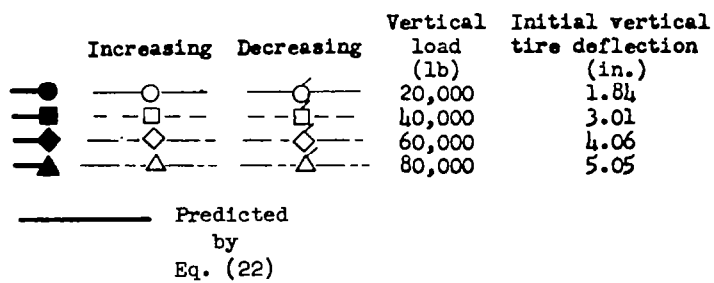 Vertical Initial vertical
Increasing Decreasing load tire deflection
(lb) (in.)
20,000 1.84
40,000 3.01
60,000 4.06
80,000 5.05
Predicted
by
Eq. (22)